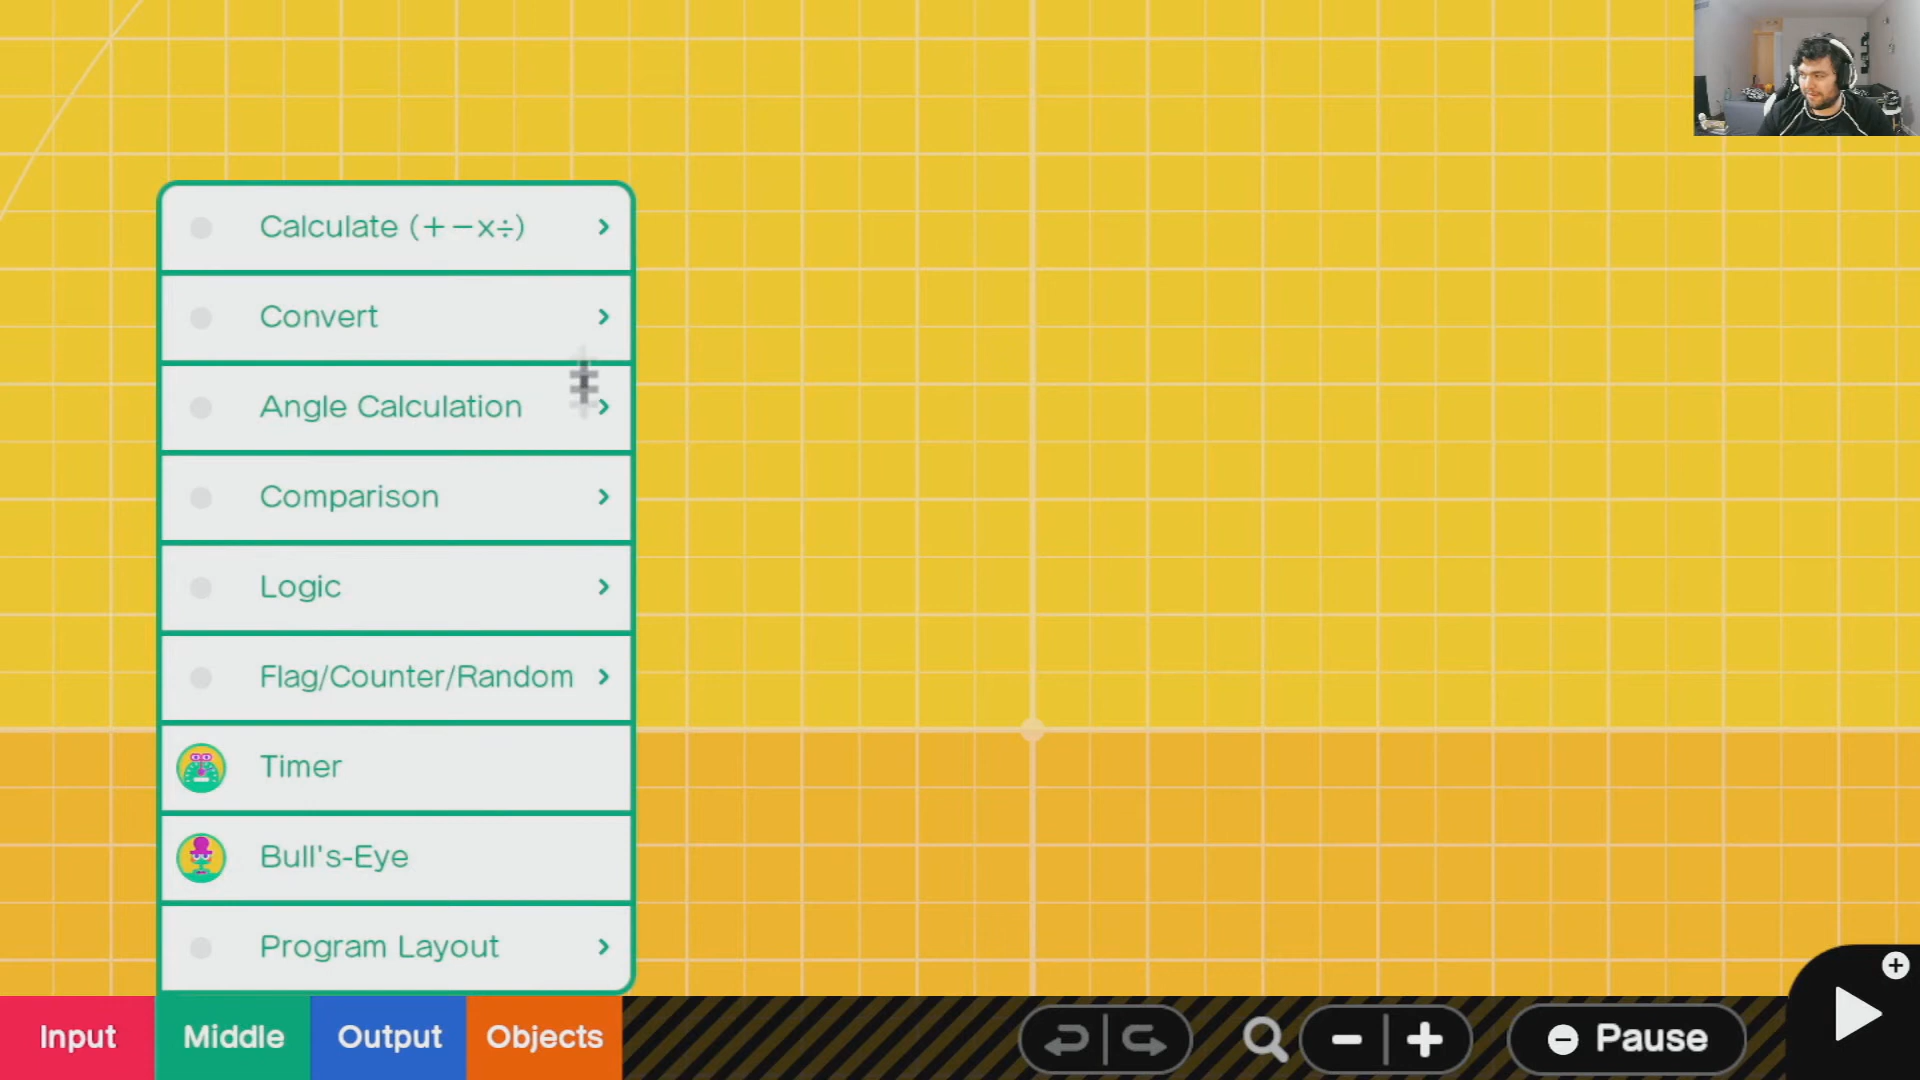 Calculate (+−x÷)
Convert
Angle Calculation
Comparison
Logic
Flag/Counter/Random
Timer
Bull's-Eye
Program Layout
Input
Middle
Output
Objects
Pause